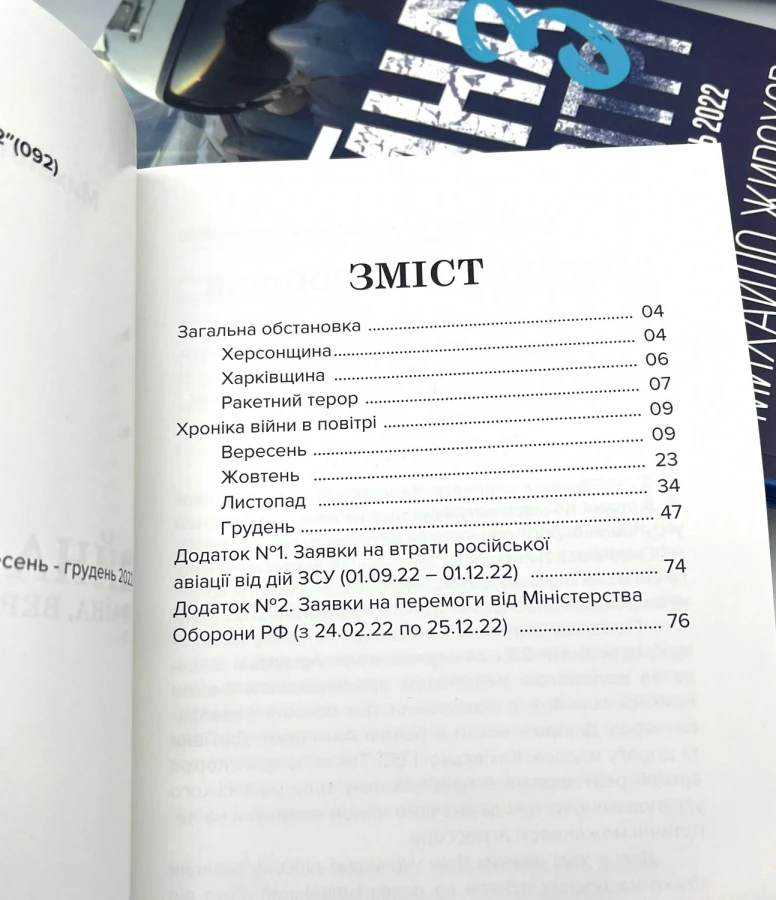 2"(092)
2022
МИХАЙЛО ЖИРОХОВ
ЗМІСТ
Загальна обстановка ........ 04
Херсонщина ........ 04
Харківщина ........ 06
Ракетний терор ........ 07
Хроніка війни в повітрі ........ 09
Вересень ........ 09
Жовтень ........ 23
Листопад ........ 34
Грудень ........ 47
Додаток №1. Заявки на втрати російської
авіації від дій ЗСУ (01.09.22 – 01.12.22) ........ 74
Додаток №2. Заявки на перемоги від Міністерства
Оборони РФ (з 24.02.22 по 25.12.22) ........ 76
сень - грудень 2022